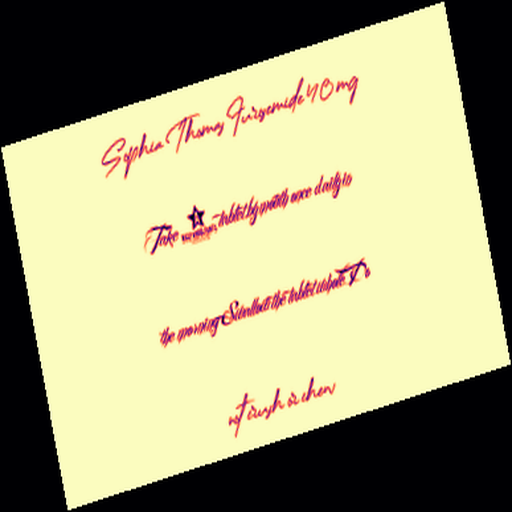 Sophia Thomas Furosemide 40 mg
Take tablet by mouth once daily in
the morning Swallow the tablet whole Do
not crush or chew